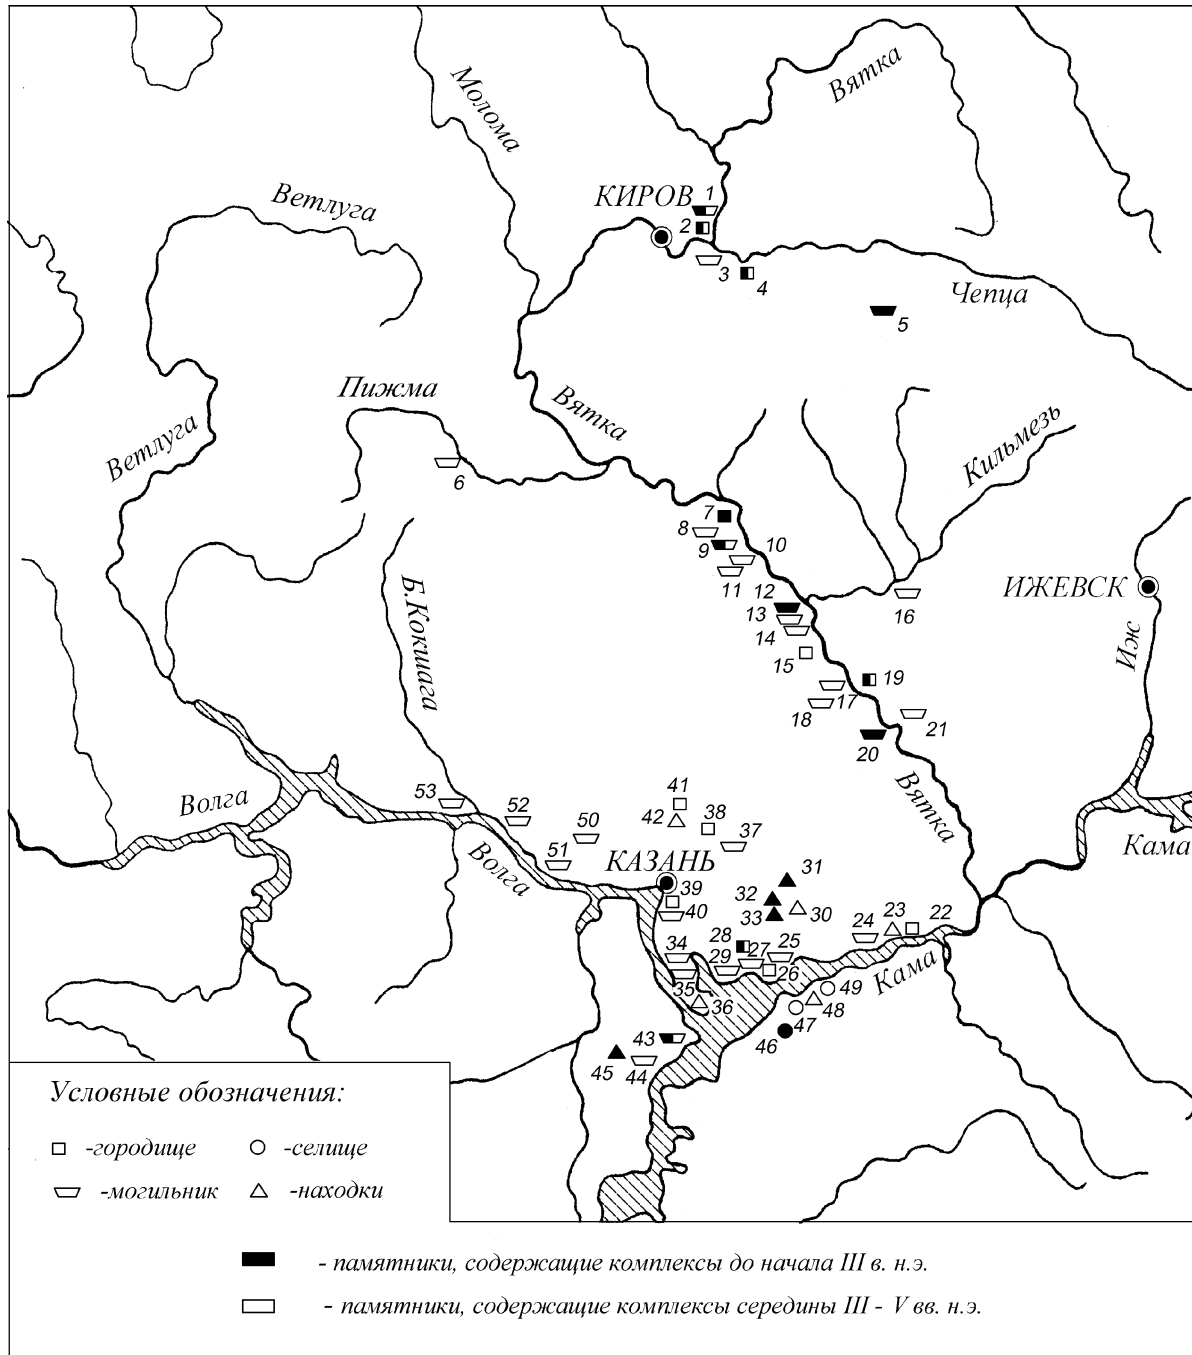 Вятка
Молома
Ветлуга
КИРОВ
1
2
3
4
Чепца
5
Пижма
Вятка
Ветлуга
6
Кильмезь
7
8
9
10
11
12
13
14
15
16
ИЖЕВСК
Иж
Б.Кокшага
17
18
19
20
21
Вятка
Волга
53
52
50
51
Волга
41
42
38
37
КАЗАНЬ
39
40
31
32
33
30
Кама
24
23
22
28
27
25
26
29
34
35
36
Кама
49
48
47
46
43
44
45
Условные обозначения:
-городище
-селище
-могильник
-находки
- памятники, содержащие комплексы до начала III в. н.э.
- памятники, содержащие комплексы середины III - V вв. н.э.